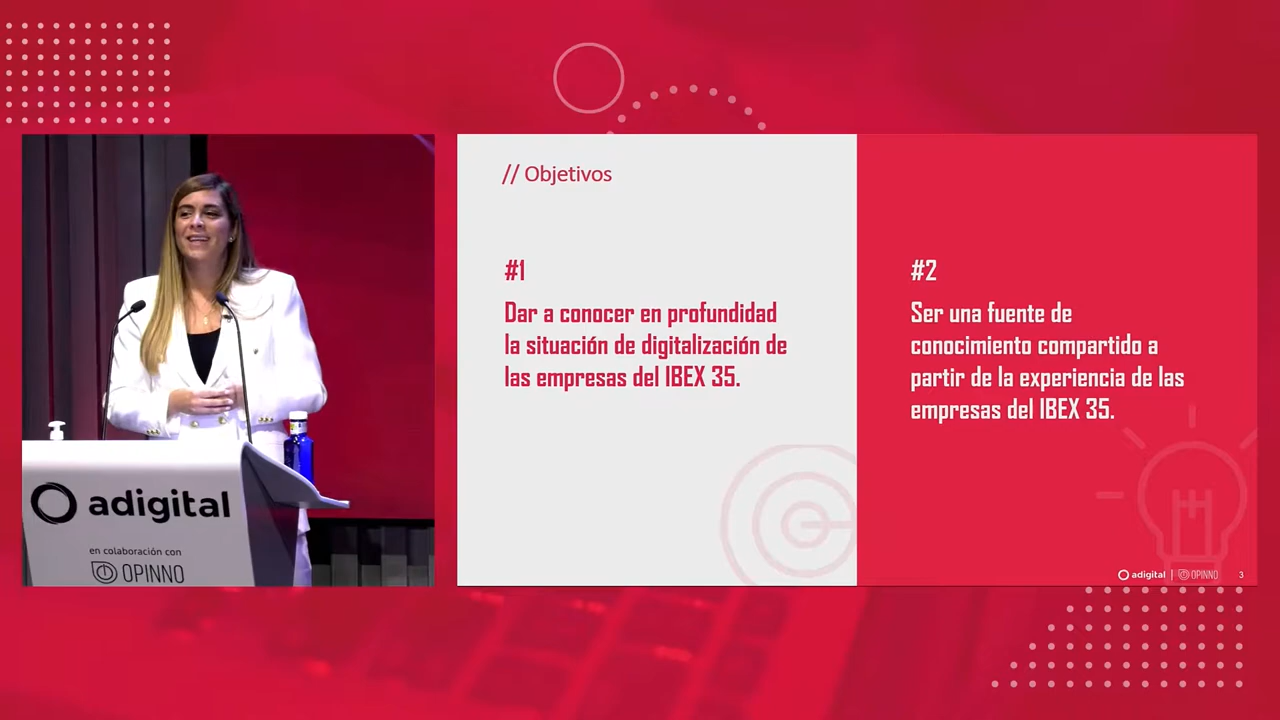 adigital
en colaboración con
OPINNO
// Objetivos
#1
Dar a conocer en profundidad
la situación de digitalización de
las empresas del IBEX 35.
#2
Ser una fuente de
conocimiento compartido a
partir de la experiencia de las
empresas del IBEX 35.
adigital | OPINNO 3